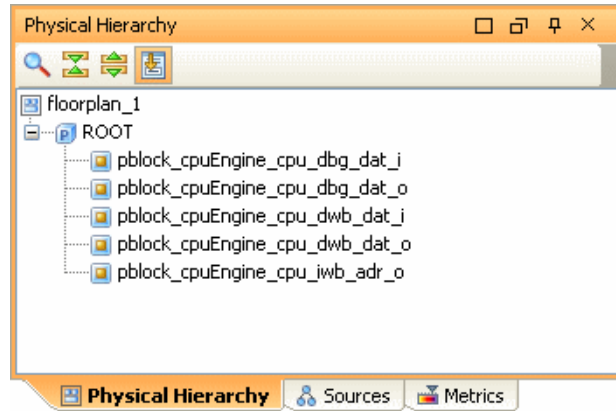 Physical Hierarchy
floorplan_1
ROOT
pblock_cpuEngine_cpu_dbg_dat_i
pblock_cpuEngine_cpu_dbg_dat_o
pblock_cpuEngine_cpu_dwb_dat_i
pblock_cpuEngine_cpu_dwb_dat_o
pblock_cpuEngine_cpu_iwb_adr_o
Physical Hierarchy Sources Metrics